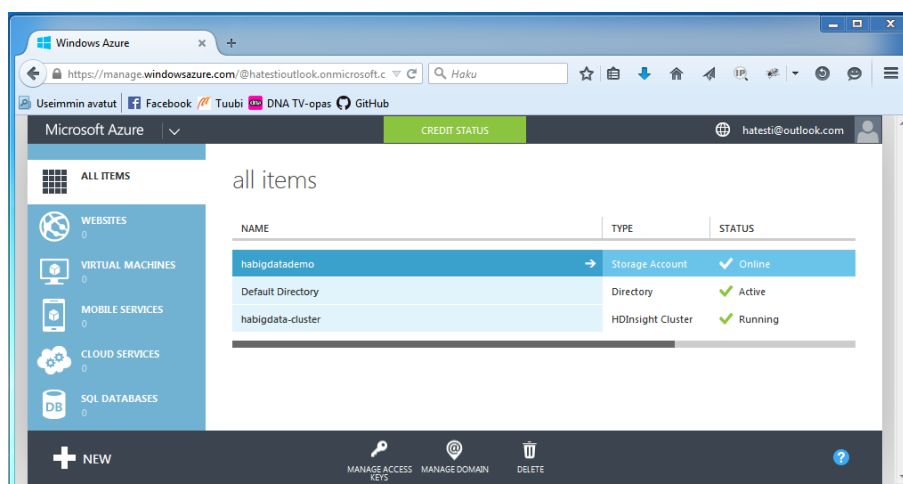 Windows Azure
https://manage.windowsazure.com/@hatestioutlook.onmicrosoft.c
Haku
Useimmin avatut Facebook Tuubi DNA TV-opas GitHub
Microsoft Azure CREDIT STATUS hatesti@outlook.com
ALL ITEMS
all items
WEBSITES
0
NAME TYPE STATUS
VIRTUAL MACHINES
0
habigdatademo Storage Account Online
Default Directory Directory Active
MOBILE SERVICES
0
habigdata-cluster HDInsight Cluster Running
CLOUD SERVICES
0
SQL DATABASES
0
DB
NEW
MANAGE ACCESS
KEYS
MANAGE DOMAIN
DELETE
?